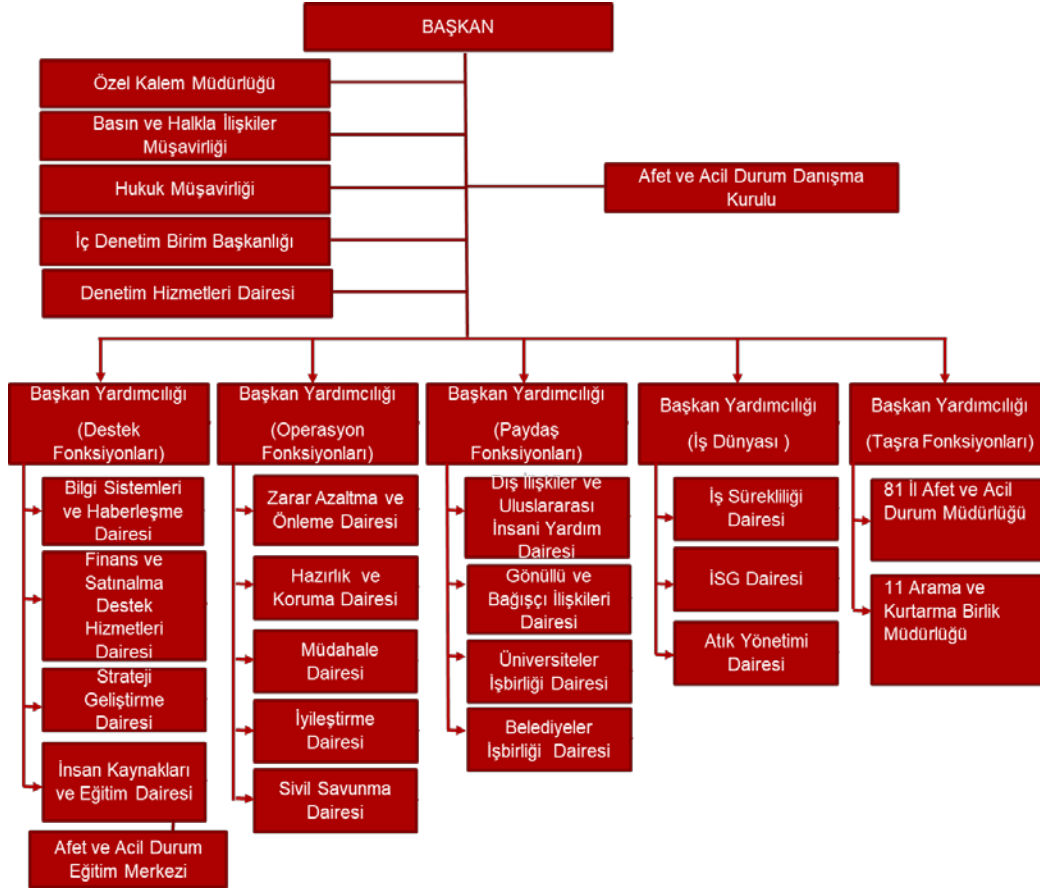 BAŞKAN
Özel Kalem Müdürlüğü
Basın ve Halkla İlişkiler
Müşavirliği
Hukuk Müşavirliği
Afet ve Acil Durum Danışma
Kurulu
İç Denetim Birim Başkanlığı
Denetim Hizmetleri Dairesi
Başkan Yardımcılığı
(Destek
Fonksiyonları)
Bilgi Sistemleri
ve Haberleşme
Dairesi
Finans ve
Satınalma
Destek
Hizmetleri
Dairesi
Strateji
Geliştirme
Dairesi
İnsan Kaynakları
ve Eğitim Dairesi
Afet ve Acil Durum
Eğitim Merkezi
Başkan Yardımcılığı
(Operasyon
Fonksiyonları)
Zarar Azaltma ve
Önleme Dairesi
Hazırlık ve
Koruma Dairesi
Müdahale
Dairesi
İyileştirme
Dairesi
Sivil Savunma
Dairesi
Başkan Yardımcılığı
(Paydaş
Fonksiyonları)
Dış İlişkiler ve
Uluslararası
İnsani Yardım
Dairesi
Gönüllü ve
Bağışçı İlişkileri
Dairesi
Üniversiteler
İşbirliği Dairesi
Belediyeler
İşbirliği Dairesi
Başkan Yardımcılığı
(İş Dünyası )
İş Sürekliliği
Dairesi
İSG Dairesi
Atık Yönetimi
Dairesi
Başkan Yardımcılığı
(Taşra Fonksiyonları)
81 İl Afet ve Acil
Durum Müdürlüğü
11 Arama ve
Kurtarma Birlik
Müdürlüğü